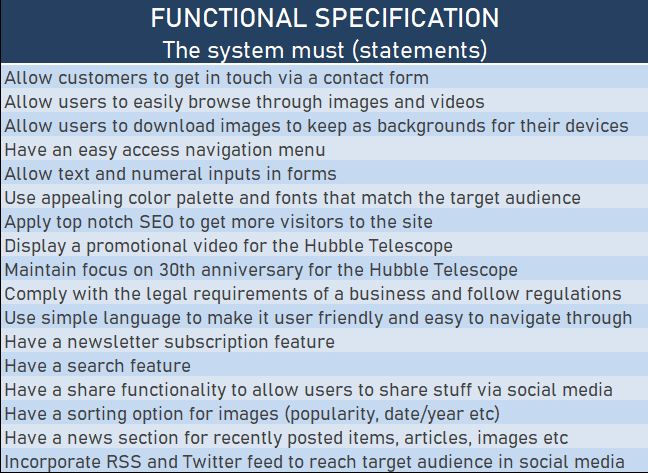 FUNCTIONAL SPECIFICATION
The system must (statements)
Allow customers to get in touch via a contact form
Allow users to easily browse through images and videos
Allow users to download images to keep as backgrounds for their devices
Have an easy access navigation menu
Allow text and numeral inputs in forms
Use appealing color palette and fonts that match the target audience
Apply top notch SEO to get more visitors to the site
Display a promotional video for the Hubble Telescope
Maintain focus on 30th anniversary for the Hubble Telescope
Comply with the legal requirements of a business and follow regulations
Use simple language to make it user friendly and easy to navigate through
Have a newsletter subscription feature
Have a search feature
Have a share functionality to allow users to share stuff via social media
Have a sorting option for images (popularity, date/year etc)
Have a news section for recently posted items, articles, images etc
Incorporate RSS and Twitter feed to reach target audience in social media